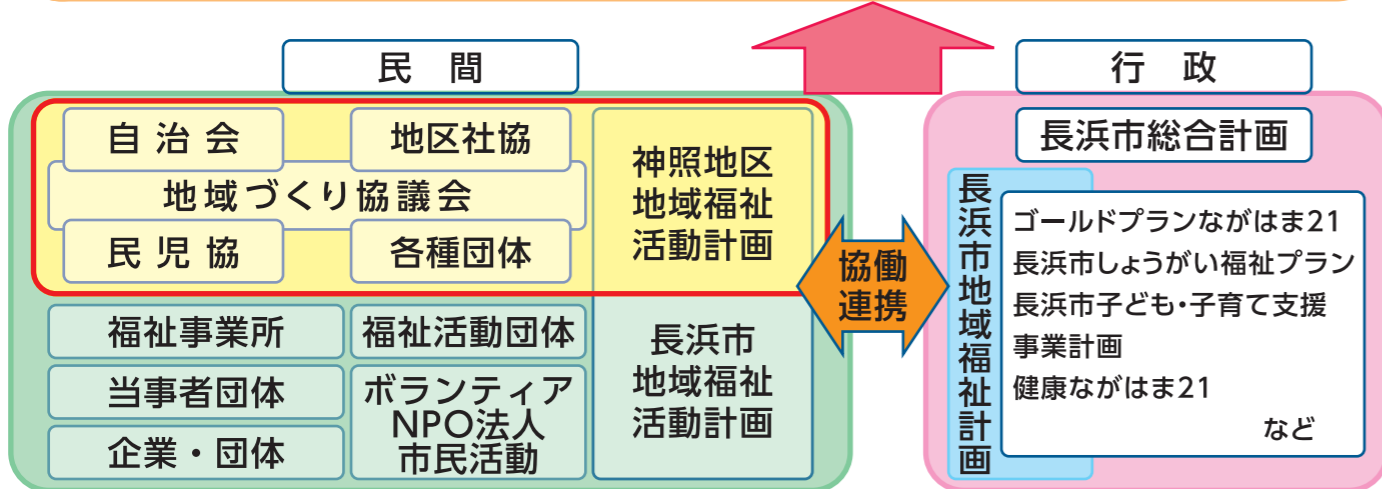 民　間
自治会
地区社協
地域づくり協議会
民児協
各種団体
神照地区
地域福祉
活動計画
福祉事業所
福祉活動団体
当事者団体
ボランティア
NPO法人
市民活動
企業・団体
長浜市
地域福祉
活動計画
協働
連携
行　政
長浜市総合計画
長浜市地域福祉計画
ゴールドプランながはま21
長浜市しょうがい福祉プラン
長浜市子ども・子育て支援
事業計画
健康ながはま21
など